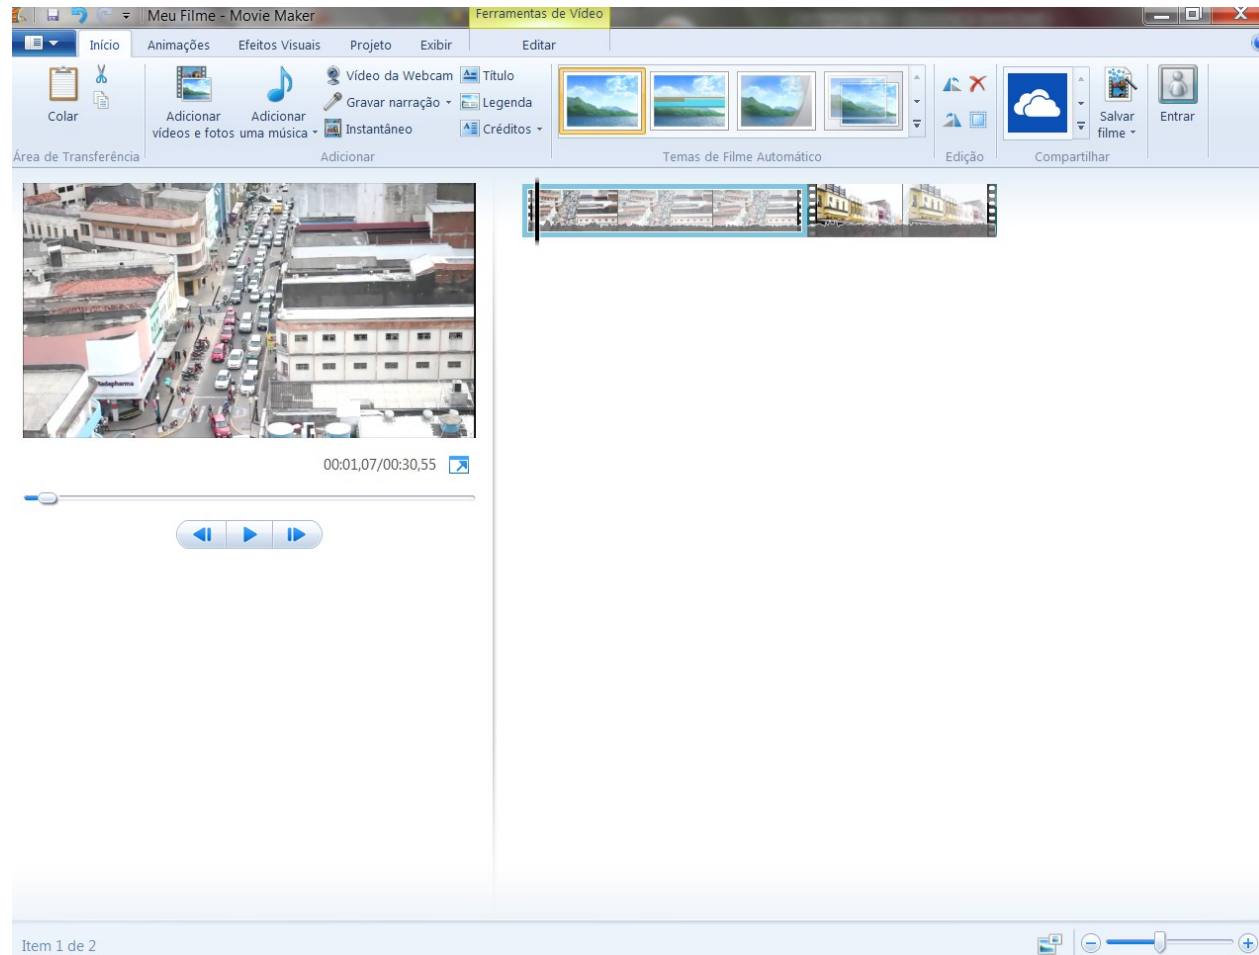 Meu Filme - Movie Maker
Ferramentas de Vídeo
Início
Animações
Efeitos Visuais
Projeto
Exibir
Editar
Colar
Adicionar
vídeos e fotos
Adicionar
uma música
Vídeo da Webcam
Gravar narração
Instantâneo
Título
Legenda
Créditos
Salvar
filme
Entrar
Área de Transferência
Adicionar
Temas de Filme Automático
Edição
Compartilhar
00:01,07/00:30,55
Item 1 de 2